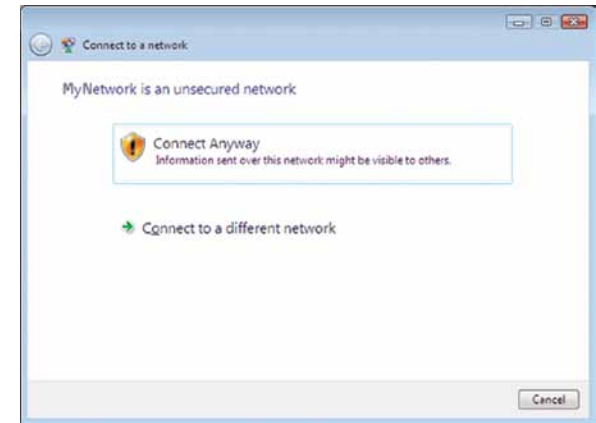 Connect to a network
MyNetwork is an unsecured network
Connect Anyway
Information sent over this network might be visible to others.
Connect to a different network
Cancel